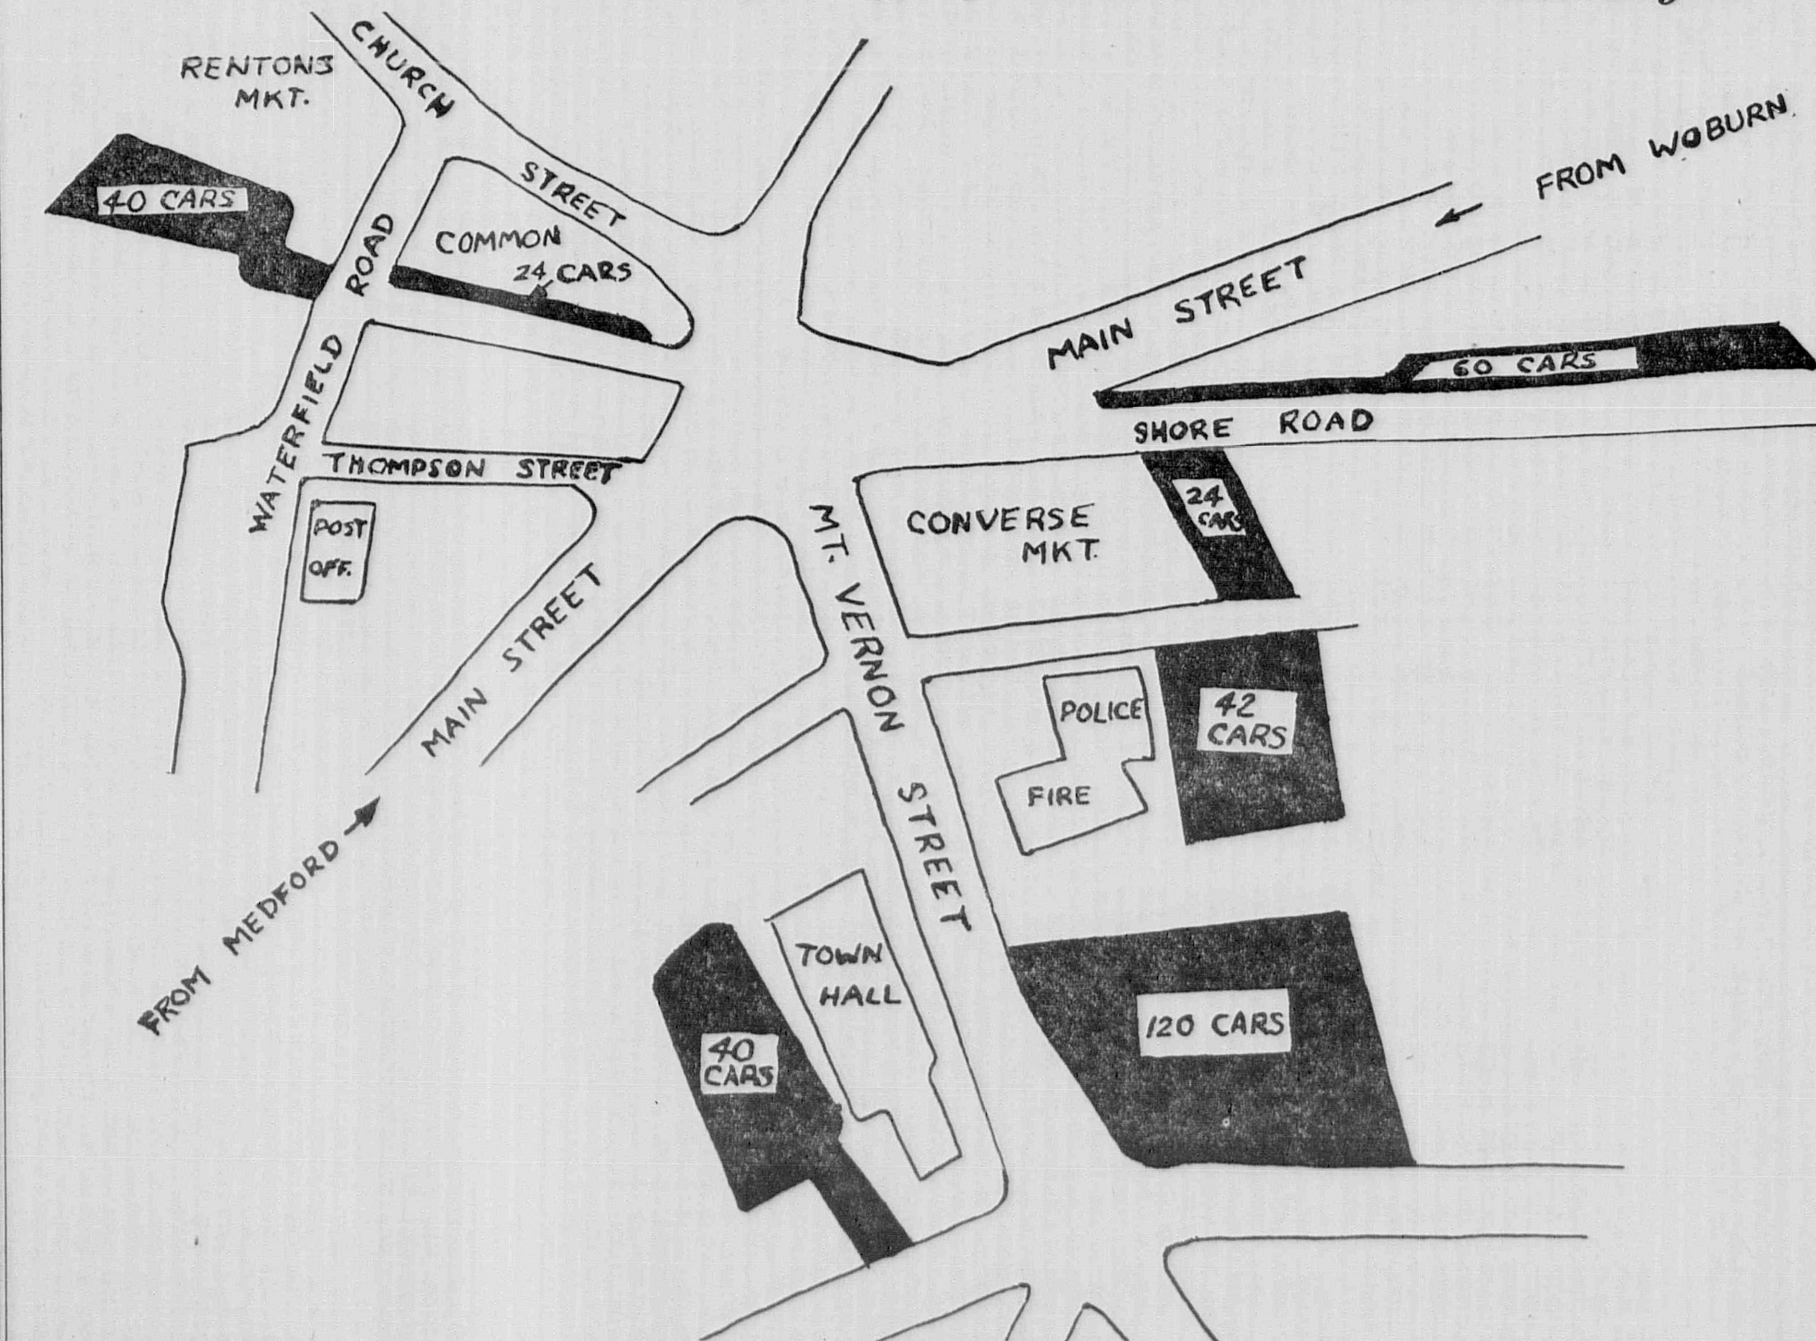 CHURCH
STREET
RENTONS
MKT.
40 CARS
COMMON
24 CARS
WATERFIELD ROAD
FROM WOBURN.
MAIN STREET
60 CARS
SHORE ROAD
THOMPSON STREET
POST
OFF.
MAIN STREET
FROM MEDFORD
MT. VERNON STREET
CONVERSE
MKT.
24
CARS
POLICE
FIRE
42
CARS
TOWN
HALL
40
CARS
120 CARS